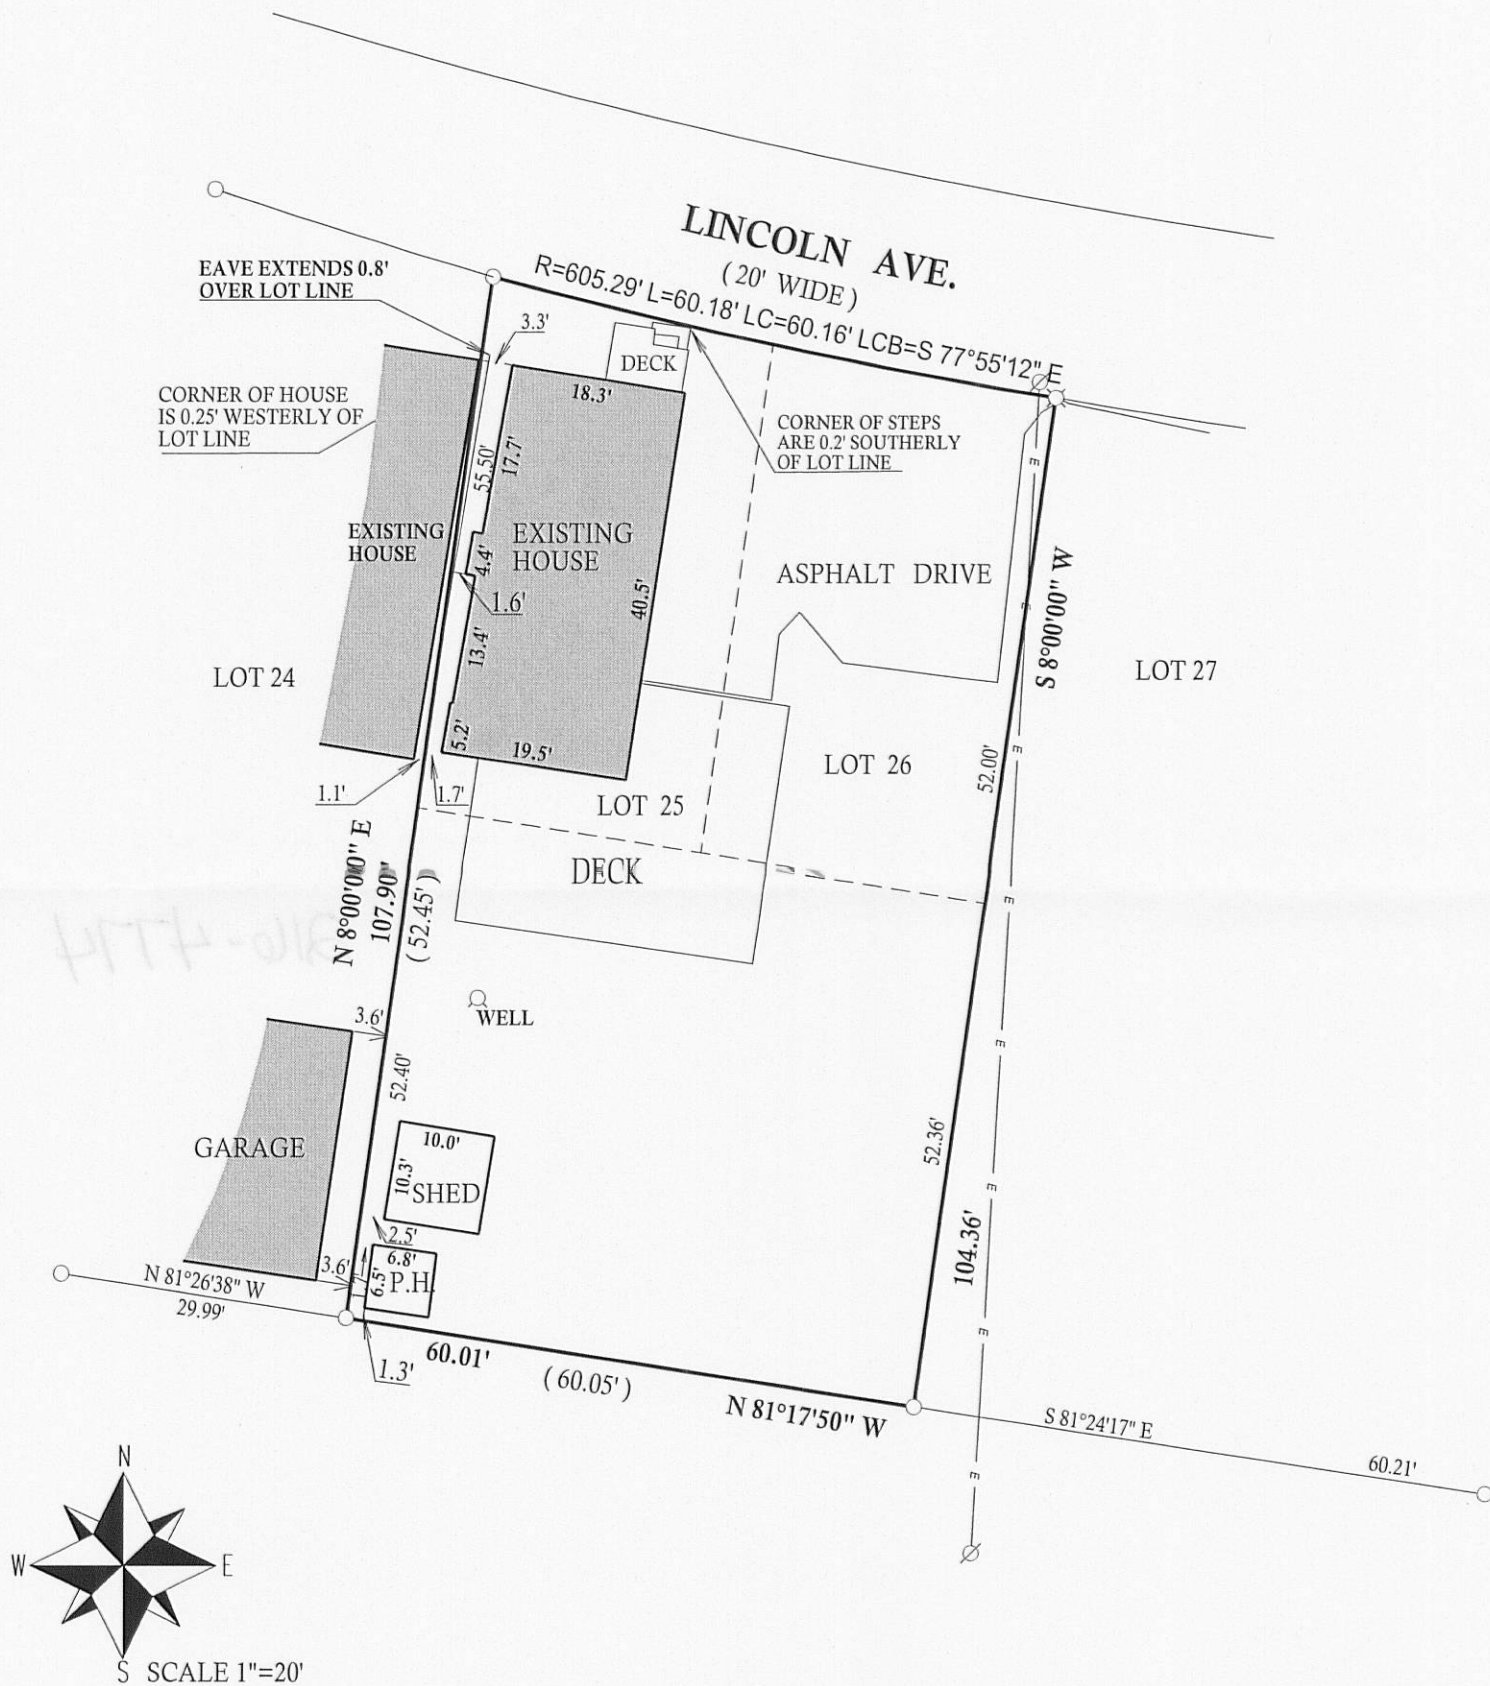 LINCOLN AVE.
( 20' WIDE )
R=605.29' L=60.18' LC=60.16' LCB=S 77°55'12" E
EAVE EXTENDS 0.8'
OVER LOT LINE
3.3'
DECK
18.3'
CORNER OF HOUSE
IS 0.25' WESTERLY OF
LOT LINE
CORNER OF STEPS
ARE 0.2' SOUTHERLY
OF LOT LINE
55.50'
17.7'
E
EXISTING
HOUSE
EXISTING
HOUSE
4.4'
1.6'
40.5'
ASPHALT DRIVE
E
S 8°00'00" W
13.4'
LOT 24
LOT 27
5.2'
19.5'
LOT 26
52.00'
E
1.1'
1.7'
LOT 25
N 8°00'00" E
107.90'
( 52.45' )
DECK
E
216-4774
WELL
3.6'
52.40'
E
GARAGE
10.0'
10.3'
SHED
52.36'
E
2.5'
6.8'
6.5'
P.H.
3.6'
104.36'
N 81°26'38" W
29.99'
E
1.3'
60.01'
( 60.05' )
N 81°17'50" W
S 81°24'17" E
60.21'
E
N
W
E
S
SCALE 1"=20'